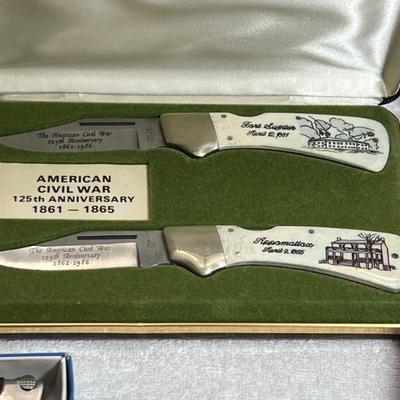 The American Civil War
125th Anniversary
1861-1986
Fort Sumter
April 12, 1861
AMERICAN
CIVIL WAR
125th ANNIVERSARY
1861 — 1865
The American Civil War
125th Anniversary
1861-1986
Appomattox
April 9, 1865